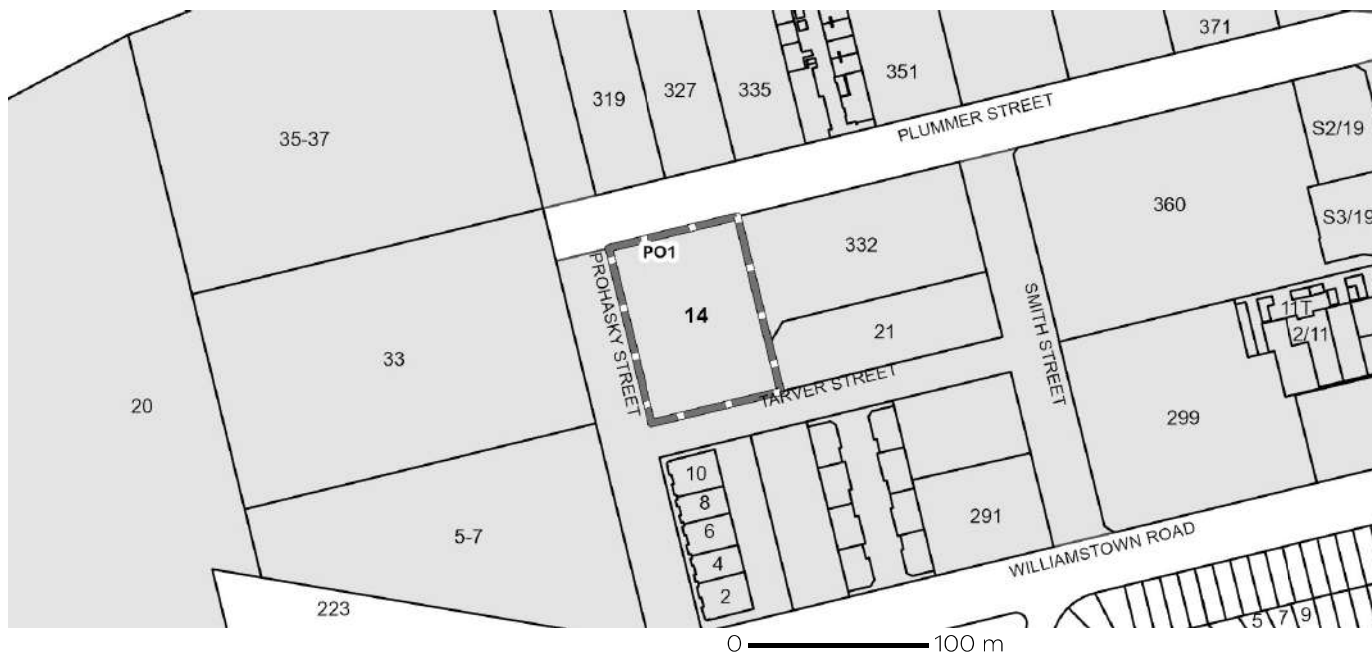 371
351
335
327
319
35-37
PLUMMER STREET
S2/19
360
S3/19
332
PO1
14
PROHASKY STREET
SMITH STREET
11T
2/11
21
33
20
TARVER STREET
299
10
8
6
4
2
291
5-7
WILLIAMSTOWN ROAD
223
5 7 9
0 100 m